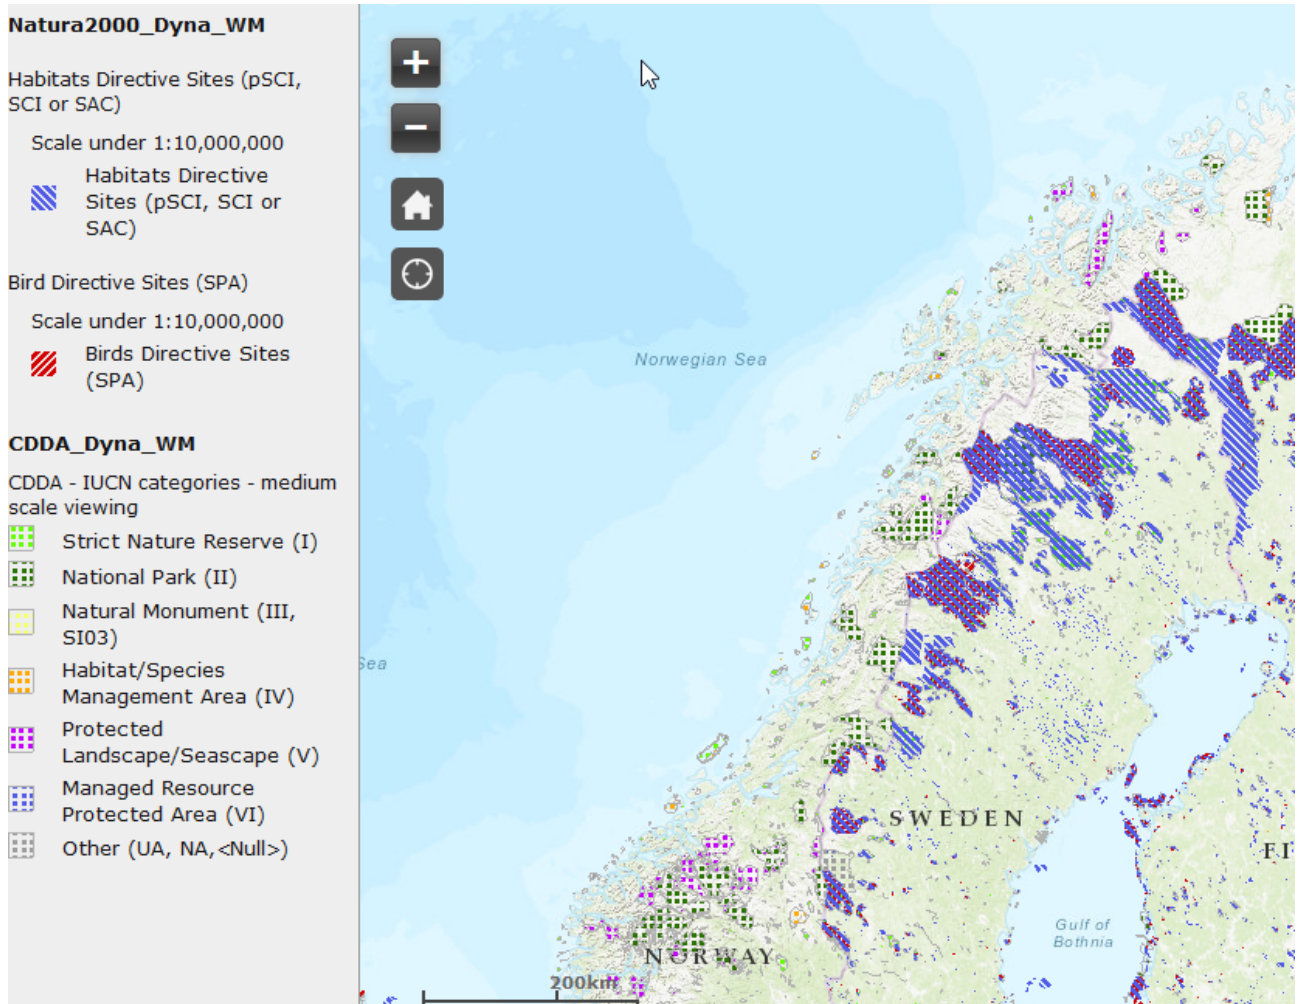 Natura2000_Dyna_WM
Habitats Directive Sites (pSCI,
SCI or SAC)
Scale under 1:10,000,000
Habitats Directive
Sites (pSCI, SCI or
SAC)
Bird Directive Sites (SPA)
Scale under 1:10,000,000
Birds Directive Sites
(SPA)
CDDA_Dyna_WM
CDDA - IUCN categories - medium
scale viewing
Strict Nature Reserve (I)
National Park (II)
Natural Monument (III,
SI03)
Habitat/Species
Management Area (IV)
Protected
Landscape/Seascape (V)
Managed Resource
Protected Area (VI)
Other (UA, NA,<Null>)
+
−
Norwegian Sea
Sea
SWEDEN
FI
Gulf of
Bothnia
NORWAY
200km